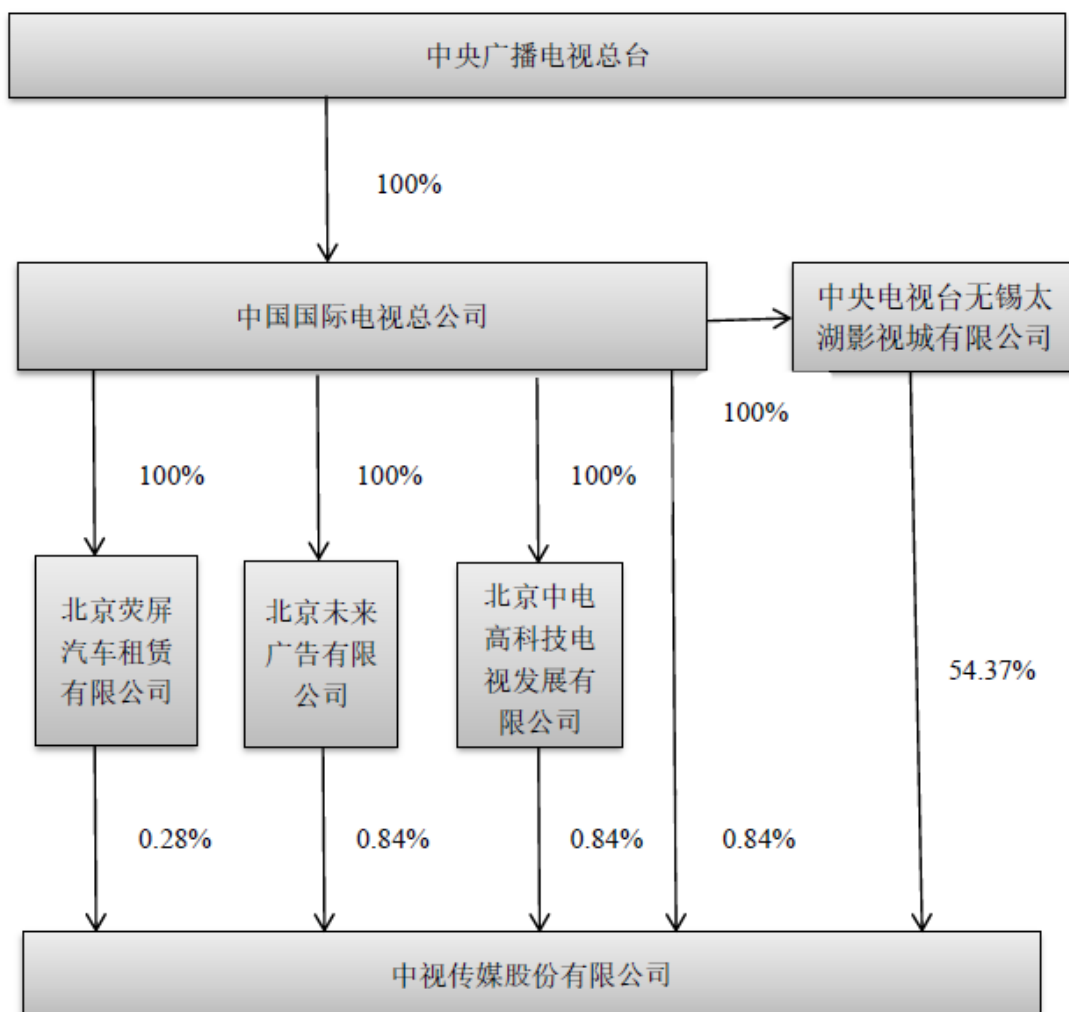 中央广播电视总台
100%
中国国际电视总公司
中央电视台无锡太
湖影视城有限公司
100%
100%
100%
100%
北京荧屏
汽车租赁
有限公司
北京未来
广告有限
公司
北京中电
高科技电
视发展有
限公司
54.37%
0.28%
0.84%
0.84%
0.84%
中视传媒股份有限公司